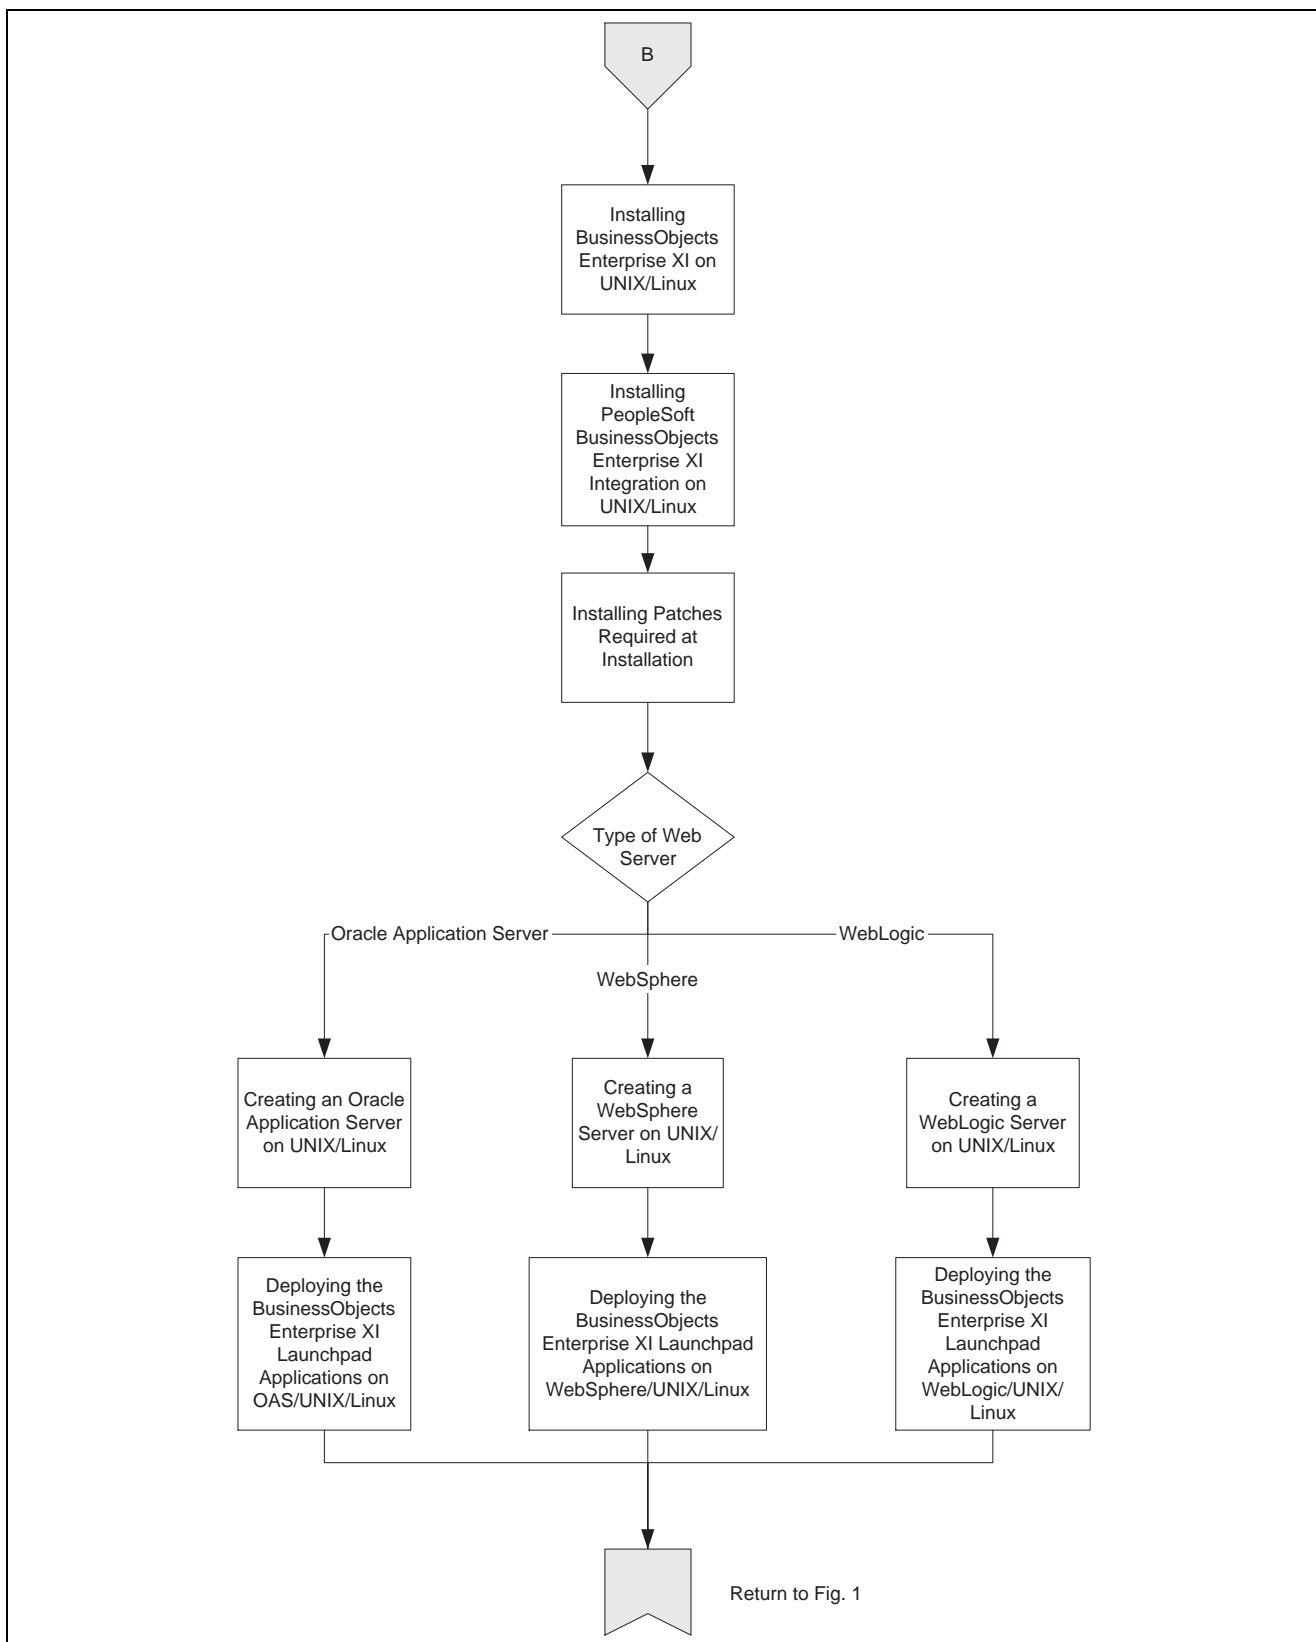 B
Installing
BusinessObjects
Enterprise XI on
UNIX/Linux
Installing
PeopleSoft
BusinessObjects
Enterprise XI
Integration on
UNIX/Linux
Installing Patches
Required at
Installation
Type of Web
Server
Oracle Application Server
WebLogic
WebSphere
Creating an Oracle
Application Server
on UNIX/Linux
Creating a
WebSphere
Server on UNIX/
Linux
Creating a
WebLogic Server
on UNIX/Linux
Deploying the
BusinessObjects
Enterprise XI
Launchpad
Applications on
OAS/UNIX/Linux
Deploying the
BusinessObjects
Enterprise XI Launchpad
Applications on
WebSphere/UNIX/Linux
Deploying the
BusinessObjects
Enterprise XI
Launchpad
Applications on
WebLogic/UNIX/
Linux
Return to Fig. 1